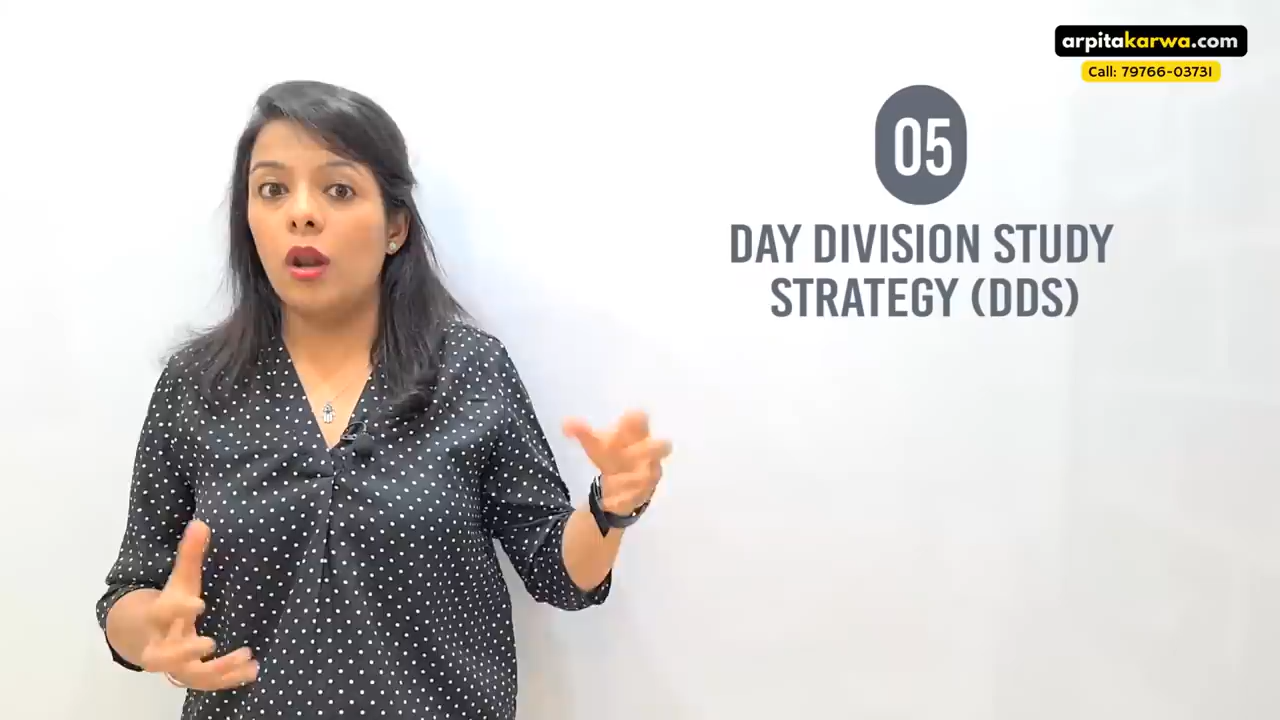 arpitakarwa.com
Call: 79766-03731
05
DAY DIVISION STUDY
STRATEGY (DDS)